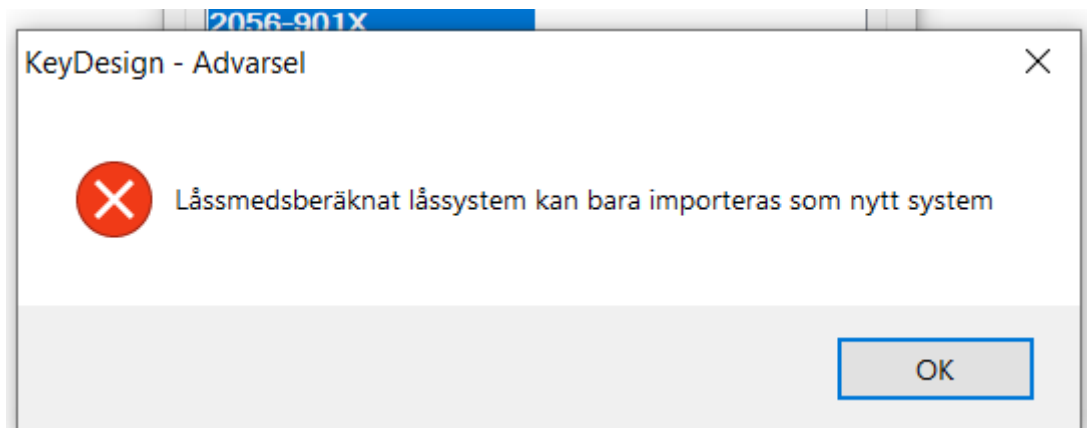 2056-901X
KeyDesign - Advarsel
Låssmedsberäknat låssystem kan bara importeras som nytt system
OK